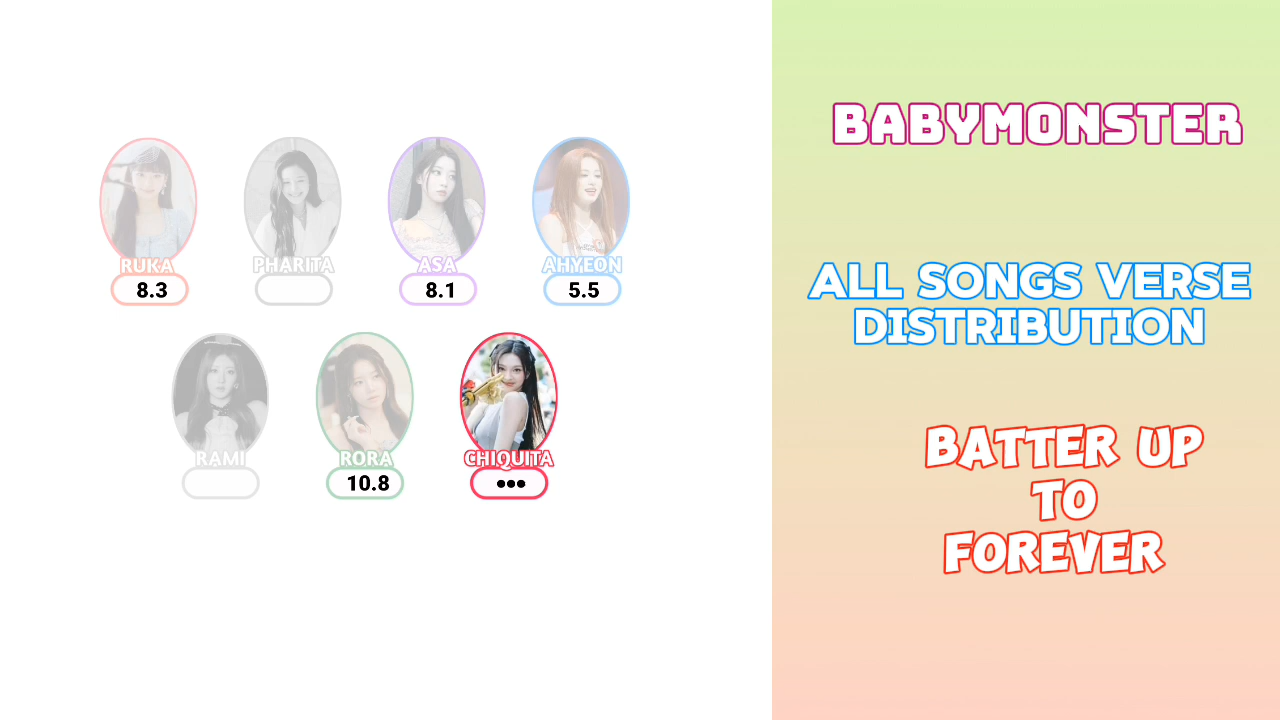 BABYMONSTER
ALL SONGS VERSE
DISTRIBUTION
BATTER UP
TO
FOREVER
RUKA
PHARITA
ASA
AHYEON
8.3
8.1
5.5
RAMI
RORA
CHIQUITA
10.8
•••